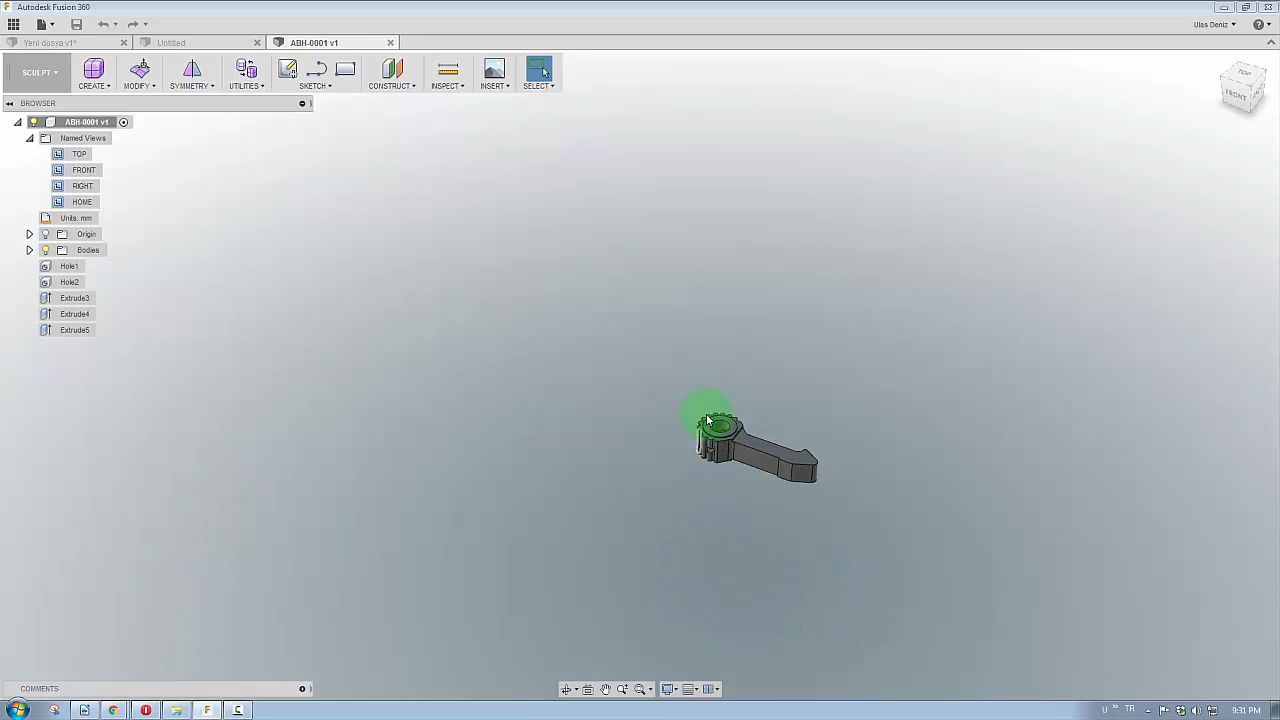 Autodesk Fusion 360
Ulas Deniz
Yeni dosya v1*
Untitled
ABH-0001 v1
SCULPT
CREATE
MODIFY
SYMMETRY
UTILITIES
SKETCH
CONSTRUCT
INSPECT
INSERT
SELECT
TOP
FRONT
BROWSER
ABH-0001 v1
Named Views
TOP
FRONT
RIGHT
HOME
Units: mm
Origin
Bodies
Hole1
Hole2
Extrude3
Extrude4
Extrude5
COMMENTS
U
TR
9:31 PM